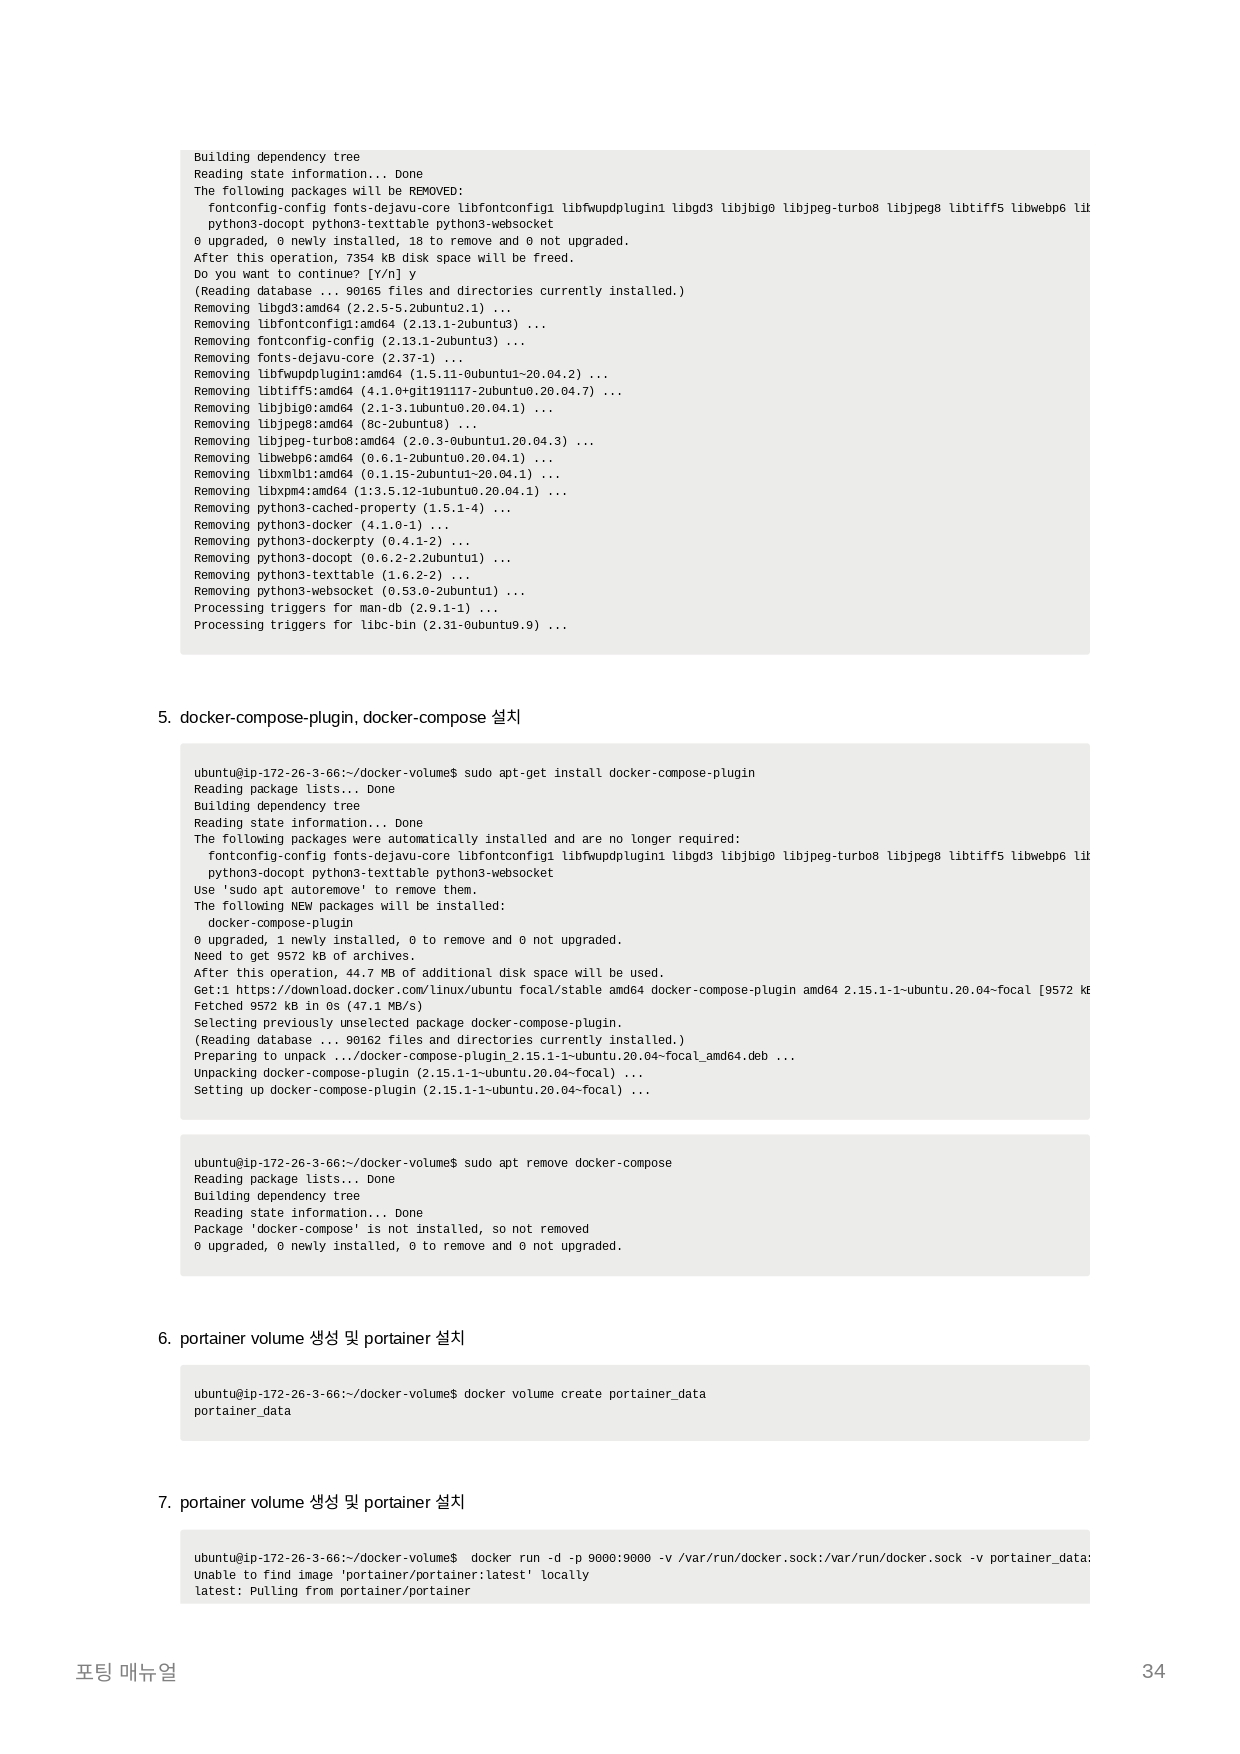 Building dependency tree
Reading state information... Done
The following packages will be REMOVED:
  fontconfig-config fonts-dejavu-core libfontconfig1 libfwupdplugin1 libgd3 libjbig0 libjpeg-turbo8 libjpeg8 libtiff5 libwebp6 lib
  python3-docopt python3-texttable python3-websocket
0 upgraded, 0 newly installed, 18 to remove and 0 not upgraded.
After this operation, 7354 kB disk space will be freed.
Do you want to continue? [Y/n] y
(Reading database ... 90165 files and directories currently installed.)
Removing libgd3:amd64 (2.2.5-5.2ubuntu2.1) ...
Removing libfontconfig1:amd64 (2.13.1-2ubuntu3) ...
Removing fontconfig-config (2.13.1-2ubuntu3) ...
Removing fonts-dejavu-core (2.37-1) ...
Removing libfwupdplugin1:amd64 (1.5.11-0ubuntu1~20.04.2) ...
Removing libtiff5:amd64 (4.1.0+git191117-2ubuntu0.20.04.7) ...
Removing libjbig0:amd64 (2.1-3.1ubuntu0.20.04.1) ...
Removing libjpeg8:amd64 (8c-2ubuntu8) ...
Removing libjpeg-turbo8:amd64 (2.0.3-0ubuntu1.20.04.3) ...
Removing libwebp6:amd64 (0.6.1-2ubuntu0.20.04.1) ...
Removing libxmlb1:amd64 (0.1.15-2ubuntu1~20.04.1) ...
Removing libxpm4:amd64 (1:3.5.12-1ubuntu0.20.04.1) ...
Removing python3-cached-property (1.5.1-4) ...
Removing python3-docker (4.1.0-1) ...
Removing python3-dockerpty (0.4.1-2) ...
Removing python3-docopt (0.6.2-2.2ubuntu1) ...
Removing python3-texttable (1.6.2-2) ...
Removing python3-websocket (0.53.0-2ubuntu1) ...
Processing triggers for man-db (2.9.1-1) ...
Processing triggers for libc-bin (2.31-0ubuntu9.9) ...
5. docker-compose-plugin, docker-compose 설치
ubuntu@ip-172-26-3-66:~/docker-volume$ sudo apt-get install docker-compose-plugin
Reading package lists... Done
Building dependency tree
Reading state information... Done
The following packages were automatically installed and are no longer required:
  fontconfig-config fonts-dejavu-core libfontconfig1 libfwupdplugin1 libgd3 libjbig0 libjpeg-turbo8 libjpeg8 libtiff5 libwebp6 lib
  python3-docopt python3-texttable python3-websocket
Use 'sudo apt autoremove' to remove them.
The following NEW packages will be installed:
  docker-compose-plugin
0 upgraded, 1 newly installed, 0 to remove and 0 not upgraded.
Need to get 9572 kB of archives.
After this operation, 44.7 MB of additional disk space will be used.
Get:1 https://download.docker.com/linux/ubuntu focal/stable amd64 docker-compose-plugin amd64 2.15.1-1~ubuntu.20.04~focal [9572 kB
Fetched 9572 kB in 0s (47.1 MB/s)
Selecting previously unselected package docker-compose-plugin.
(Reading database ... 90162 files and directories currently installed.)
Preparing to unpack .../docker-compose-plugin_2.15.1-1~ubuntu.20.04~focal_amd64.deb ...
Unpacking docker-compose-plugin (2.15.1-1~ubuntu.20.04~focal) ...
Setting up docker-compose-plugin (2.15.1-1~ubuntu.20.04~focal) ...
ubuntu@ip-172-26-3-66:~/docker-volume$ sudo apt remove docker-compose
Reading package lists... Done
Building dependency tree
Reading state information... Done
Package 'docker-compose' is not installed, so not removed
0 upgraded, 0 newly installed, 0 to remove and 0 not upgraded.
6. portainer volume 생성 및 portainer 설치
ubuntu@ip-172-26-3-66:~/docker-volume$ docker volume create portainer_data
portainer_data
7. portainer volume 생성 및 portainer 설치
ubuntu@ip-172-26-3-66:~/docker-volume$  docker run -d -p 9000:9000 -v /var/run/docker.sock:/var/run/docker.sock -v portainer_data:
Unable to find image 'portainer/portainer:latest' locally
latest: Pulling from portainer/portainer
포팅 매뉴얼 34